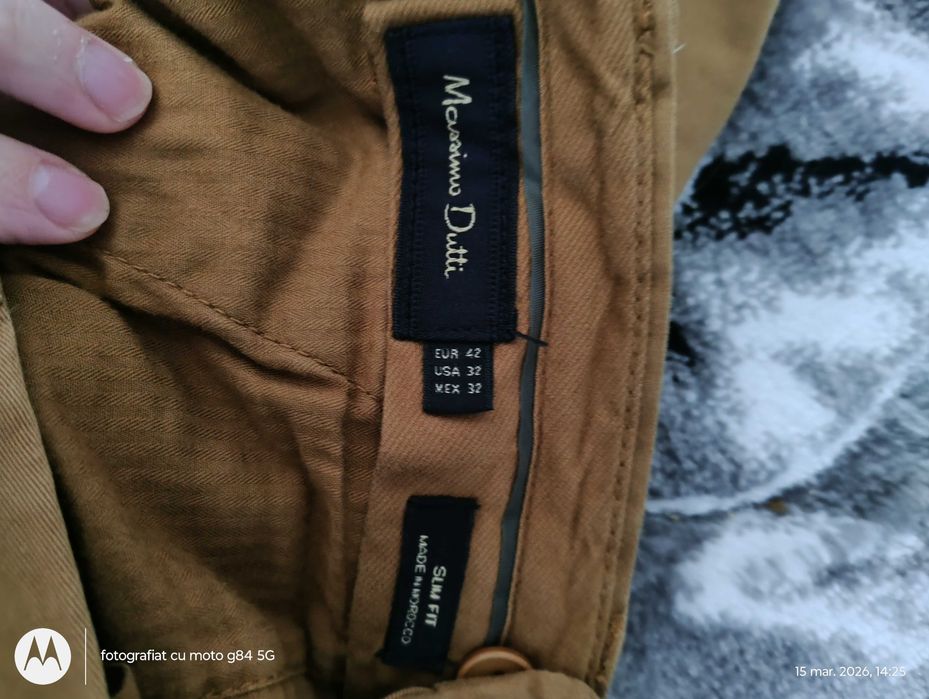 Massimo Dutti
EUR 42
USA 32
MEX 32
SLIM FIT
MADE IN MOROCCO
fotografiat cu moto g84 5G
15 mar. 2026, 14:25